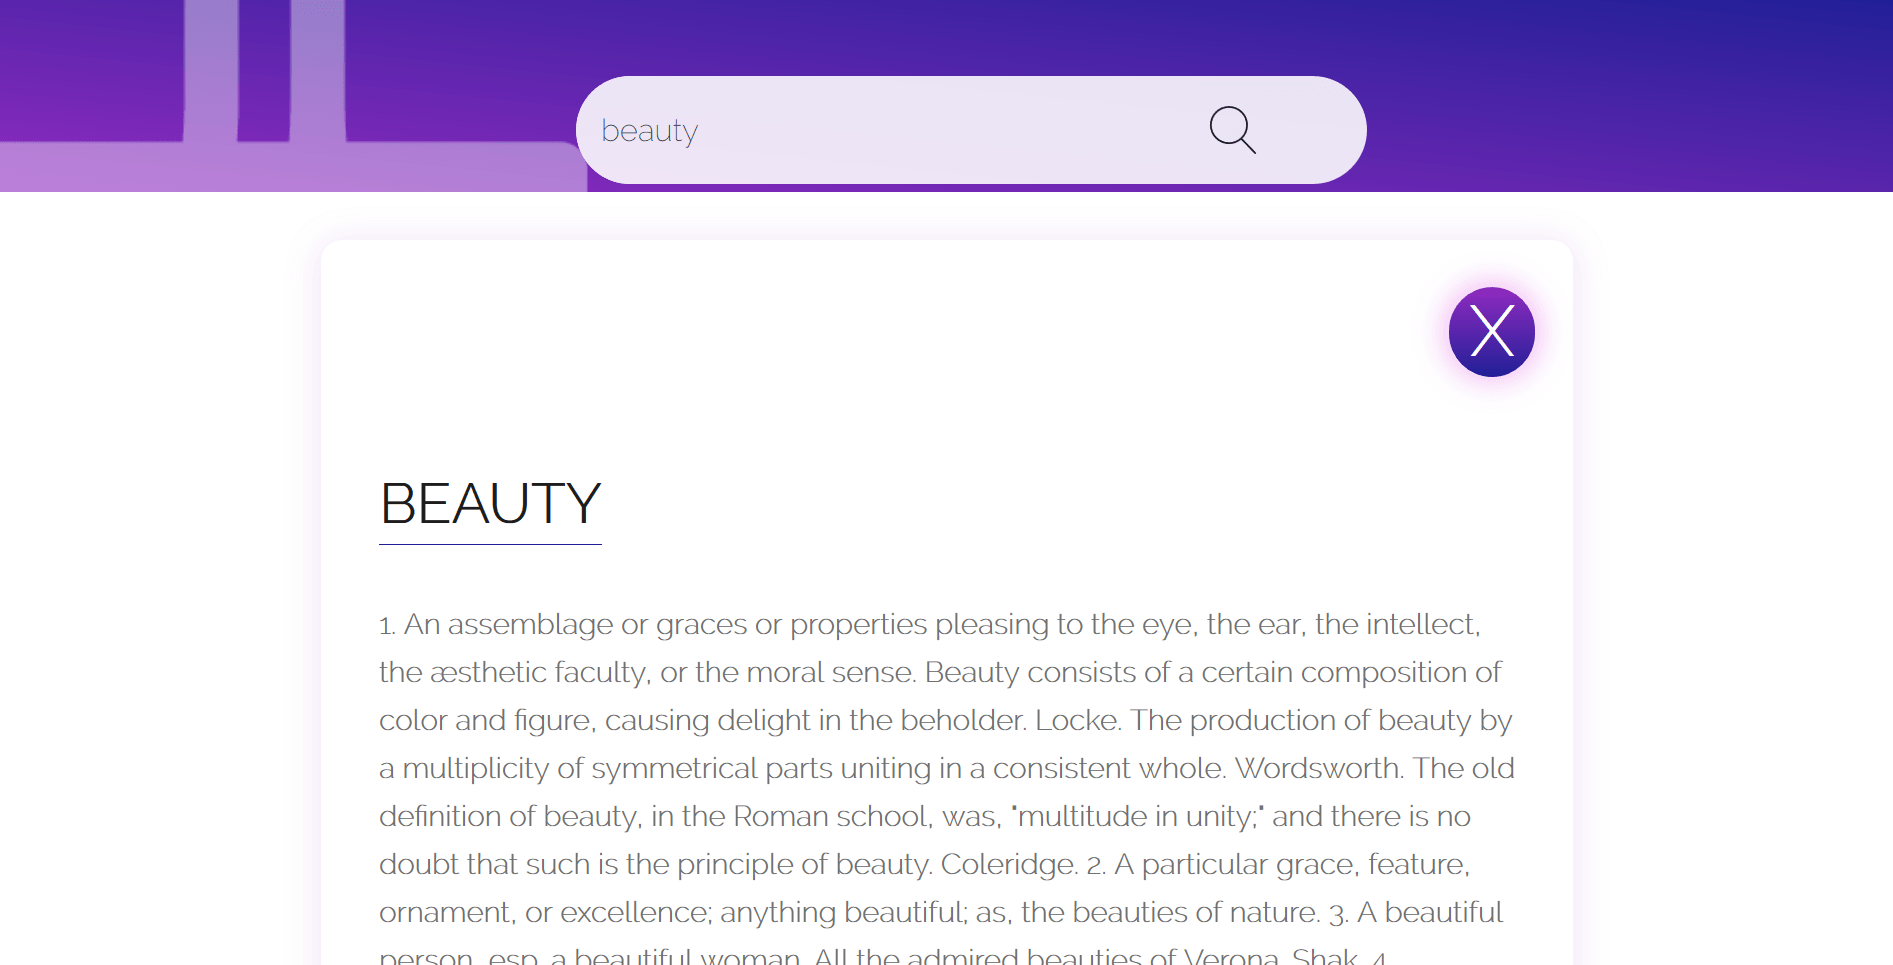 beauty
X
BEAUTY
1. An assemblage or graces or properties pleasing to the eye, the ear, the intellect,
the æsthetic faculty, or the moral sense. Beauty consists of a certain composition of
color and figure, causing delight in the beholder. Locke. The production of beauty by
a multiplicity of symmetrical parts uniting in a consistent whole. Wordsworth. The old
definition of beauty, in the Roman school, was, "multitude in unity;" and there is no
doubt that such is the principle of beauty. Coleridge. 2. A particular grace, feature,
ornament, or excellence; anything beautiful; as, the beauties of nature. 3. A beautiful
person, esp. a beautiful woman. All the admired beauties of Verona. Shak. 4.